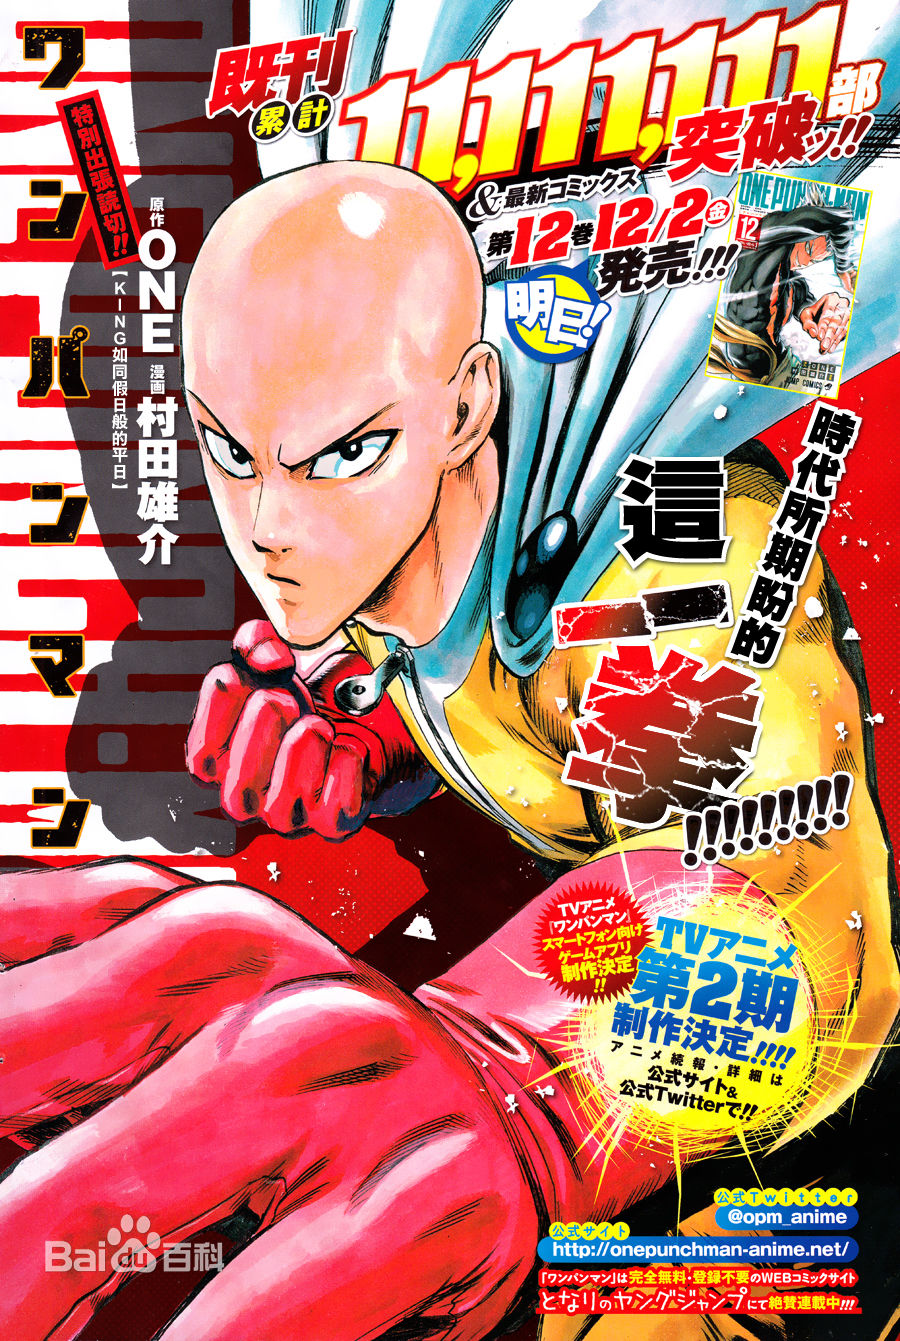 ワンパンマン
特別出張読切!!
原作ONE 漫画村田雄介
【KING如同假日般的平日】
既刊
累計
11,111,111部
突破ッ!!
&最新コミックス
第12巻12/2金
発売!!!
明日!
ONE PUNCH-MAN
12
JUMP COMICS
時代所期盼的
這一拳!!!!!!!!!
TVアニメ
『ワンパンマン』
スマートフォン向け
ゲームアプリ
制作決定
!!
TVアニメ
第2期
制作決定!!!!
アニメ続報・詳細は
公式サイト&
公式Twitterで!!
公式Twitter
@opm_anime
公式サイト
http://onepunchman-anime.net/
「ワンパンマン」は完全無料・登録不要のWEBコミックサイト
となりのヤングジャンプにて絶賛連載中!!!
Bai百科